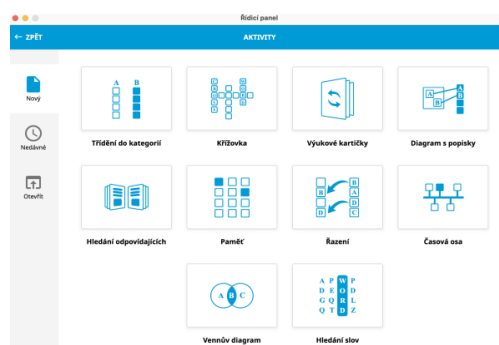 Řídicí panel
← ZPĚT
AKTIVITY
Nový
Nedávné
Otevřít
A B
Třídění do kategorií
Křížovka
Výukové kartičky
A
B
A
B
Diagram s popisky
Hledání odpovídajících
Paměť
B B
A
D
D C
Řazení
Časová osa
A B C
Vennův diagram
A P W P
D E O D
G Q R L
Q T D Z
Hledání slov